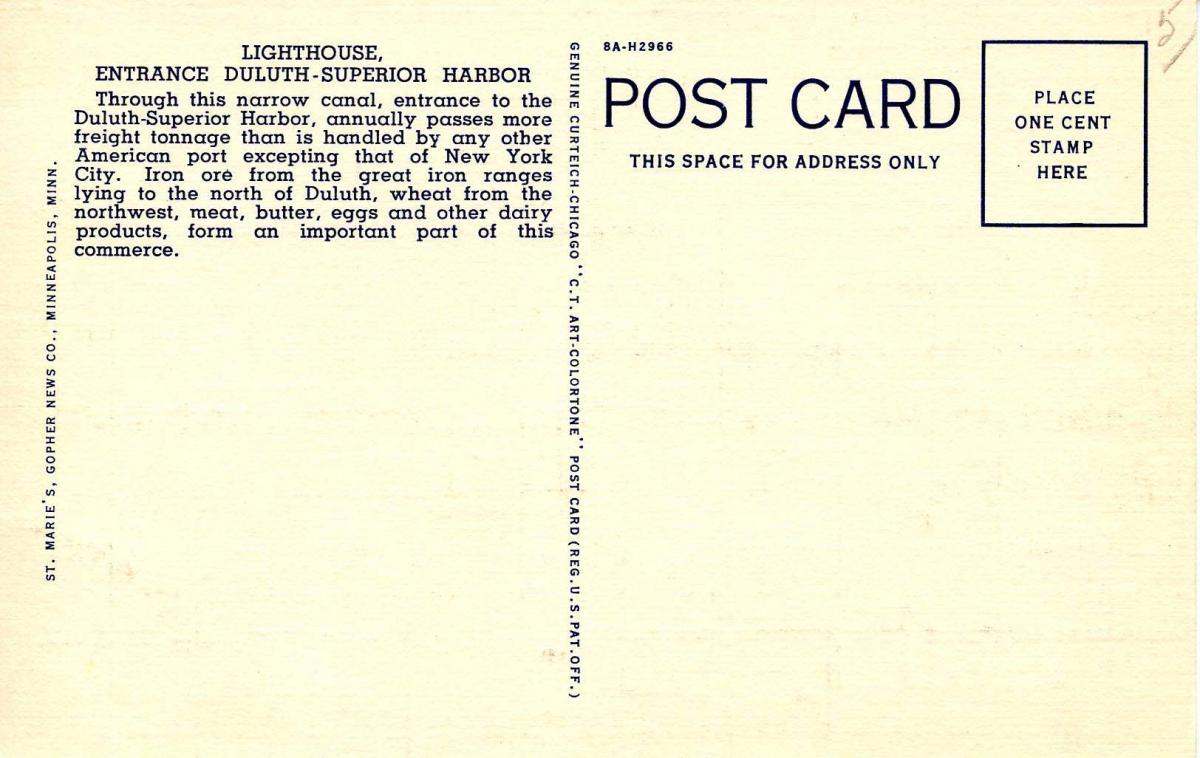 LIGHTHOUSE,
ENTRANCE DULUTH-SUPERIOR HARBOR
Through this narrow canal, entrance to the
Duluth-Superior Harbor, annually passes more
freight tonnage than is handled by any other
American port excepting that of New York
City. Iron ore from the great iron ranges
lying to the north of Duluth, wheat from the
northwest, meat, butter, eggs and other dairy
products, form an important part of this
commerce.
ST. MARIE'S, GOPHER NEWS CO., MINNEAPOLIS, MINN.
GENUINE CURTEICH-CHICAGO "C.T. ART-COLORTONE" POST CARD (REG. U.S. PAT. OFF.)
8A-H2966
POST CARD
THIS SPACE FOR ADDRESS ONLY
PLACE
ONE CENT
STAMP
HERE